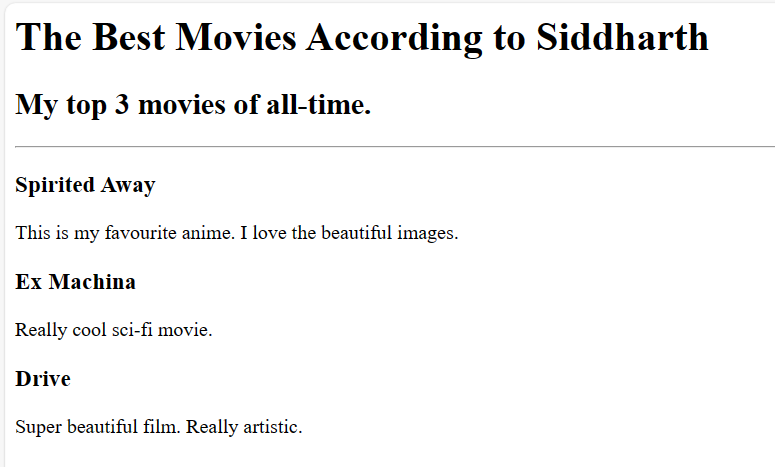 The Best Movies According to Siddharth
My top 3 movies of all-time.
Spirited Away
This is my favourite anime. I love the beautiful images.
Ex Machina
Really cool sci-fi movie.
Drive
Super beautiful film. Really artistic.